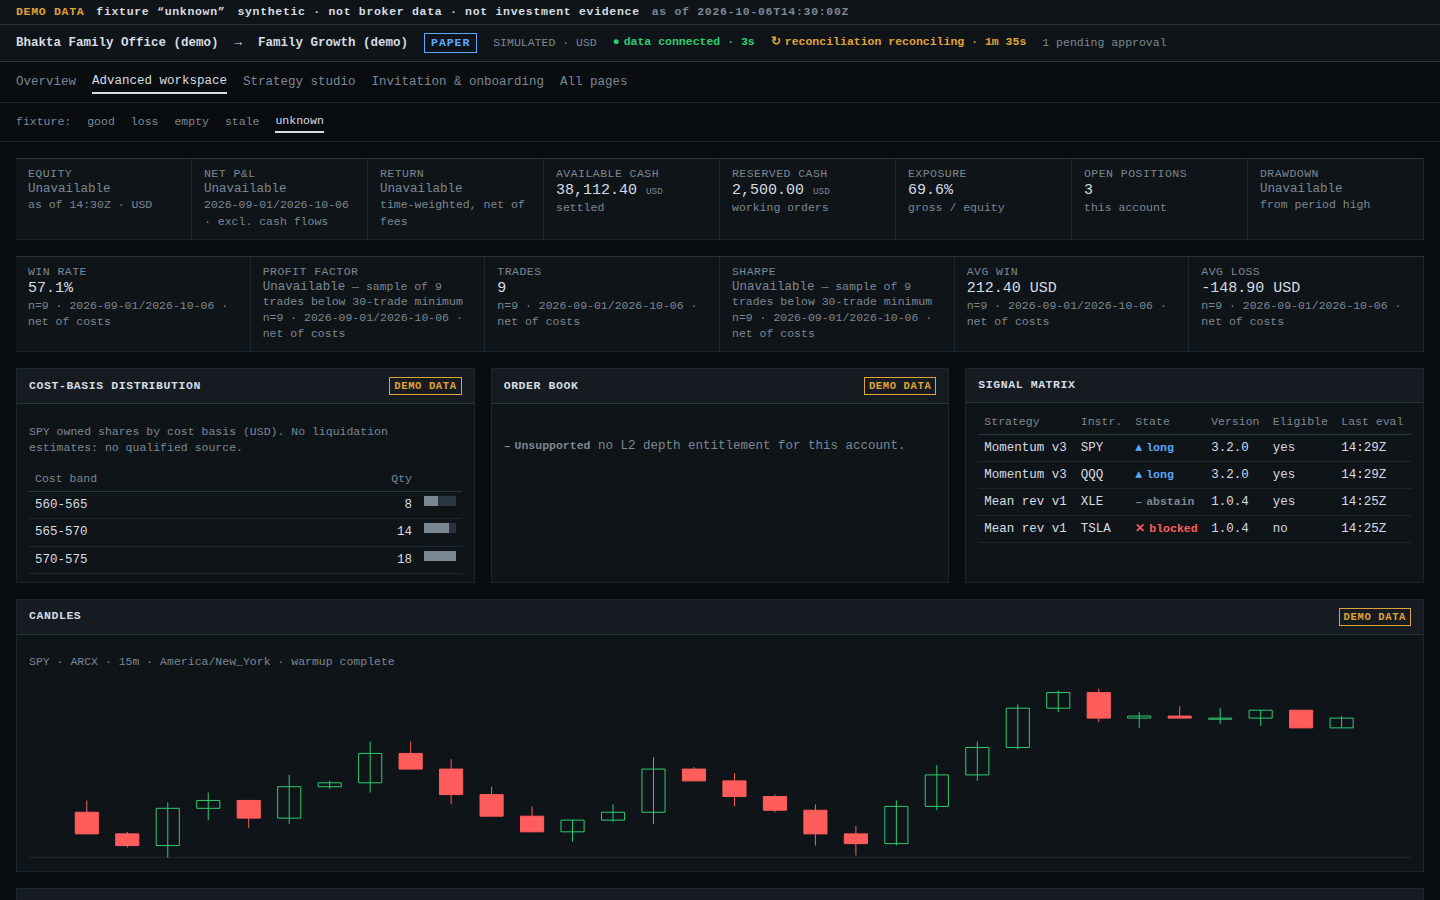 DEMO DATA fixture “unknown” synthetic · not broker data · not investment evidence as of 2026-10-06T14:30:00Z
Bhakta Family Office (demo) → Family Growth (demo) PAPER SIMULATED · USD ● data connected · 3s ↻ reconciliation reconciling · 1m 35s 1 pending approval
Overview Advanced workspace Strategy studio Invitation & onboarding All pages
fixture: good loss empty stale unknown
EQUITY NET P&L RETURN AVAILABLE CASH RESERVED CASH EXPOSURE OPEN POSITIONS DRAWDOWN
Unavailable Unavailable Unavailable 38,112.40 USD 2,500.00 USD 69.6% 3 Unavailable
as of 14:30Z · USD 2026-09-01/2026-10-06 time-weighted, net of settled working orders gross / equity this account from period high
· excl. cash flows fees
WIN RATE PROFIT FACTOR TRADES SHARPE AVG WIN AVG LOSS
57.1% Unavailable — sample of 9 9 Unavailable — sample of 9 212.40 USD -148.90 USD
n=9 · 2026-09-01/2026-10-06 · trades below 30-trade minimum n=9 · 2026-09-01/2026-10-06 · trades below 30-trade minimum n=9 · 2026-09-01/2026-10-06 · n=9 · 2026-09-01/2026-10-06 ·
net of costs n=9 · 2026-09-01/2026-10-06 · net of costs n=9 · 2026-09-01/2026-10-06 · net of costs net of costs
net of costs net of costs
COST-BASIS DISTRIBUTION DEMO DATA
SPY owned shares by cost basis (USD). No liquidation
estimates: no qualified source.
Cost band Qty
560-565 8
565-570 14
570-575 18
ORDER BOOK DEMO DATA
– Unsupported no L2 depth entitlement for this account.
SIGNAL MATRIX
Strategy Instr. State Version Eligible Last eval
Momentum v3 SPY ▲ long 3.2.0 yes 14:29Z
Momentum v3 QQQ ▲ long 3.2.0 yes 14:29Z
Mean rev v1 XLE – abstain 1.0.4 yes 14:25Z
Mean rev v1 TSLA ✕ blocked 1.0.4 no 14:25Z
CANDLES DEMO DATA
SPY · ARCX · 15m · America/New_York · warmup complete